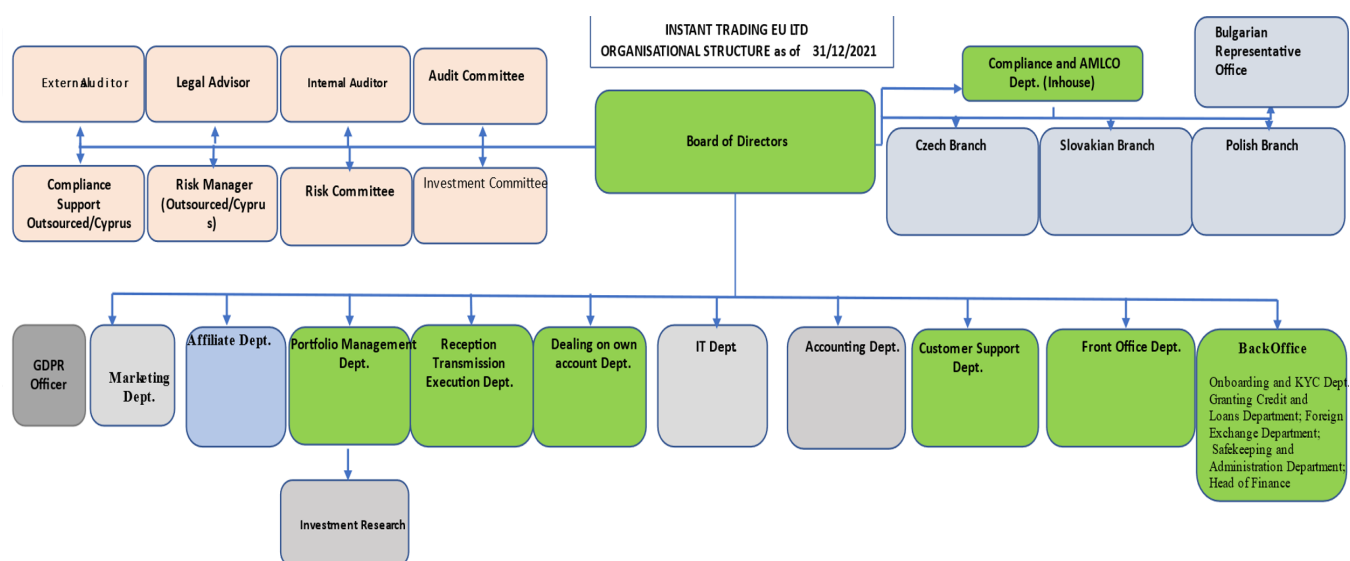 INSTANT TRADING EU LTD
ORGANISATIONAL STRUCTURE as of 31/12/2021
External Auditor
Legal Advisor
Internal Auditor
Audit Committee
Compliance and AMLCO
Dept. (Inhouse)
Bulgarian
Representative
Office
Board of Directors
Czech Branch
Slovakian Branch
Polish Branch
Compliance
Support
Outsourced/Cyprus
Risk Manager
(Outsourced/Cypru
s)
Risk Committee
Investment Committee
GDPR
Officer
Marketing
Dept.
Affiliate Dept.
Portfolio Management
Dept.
Reception
Transmission
Execution Dept.
Dealing on own
account Dept.
IT Dept.
Accounting Dept.
Customer Support
Dept.
Front Office Dept.
BackOffice
Onboarding and KYC Dept.
Granting Credit and
Loans Department; Foreign
Exchange Department;
Safekeeping and
Administration Department;
Head of Finance
Investment Research